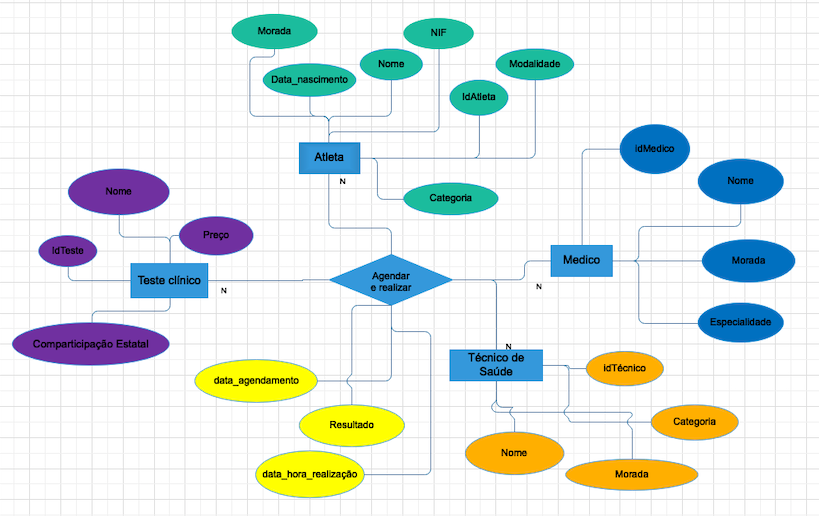 Morada
NIF
Nome
Modalidade
Data_nascimento
IdAtleta
Atleta
idMedico
N
Nome
Nome
Categoria
Preço
IdTeste
Morada
Medico
Teste clínico
Agendar
e realizar
N
N
Especialidade
Comparticipação Estatal
N
Técnico de
Saúde
idTécnico
data_agendamento
Categoria
Resultado
Nome
data_hora_realização
Morada